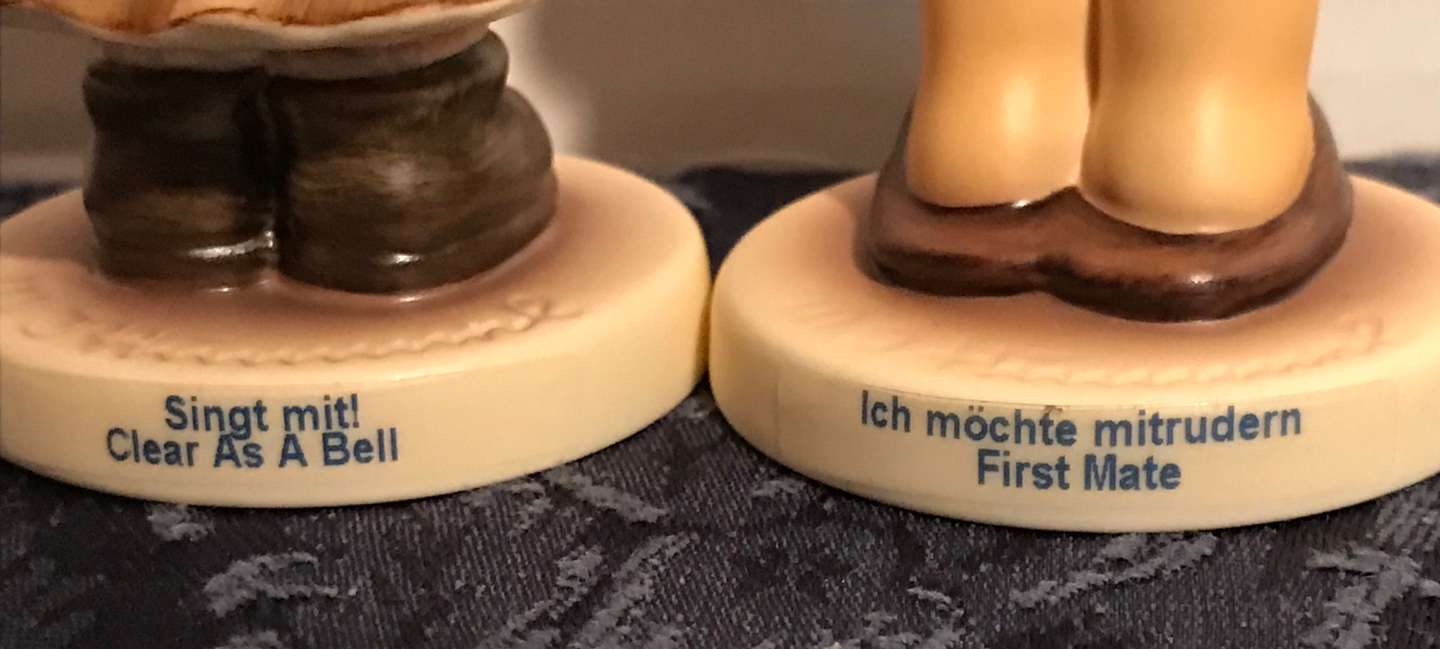 Singt mit!
Clear As A Bell
Ich möchte mitrudern
First Mate